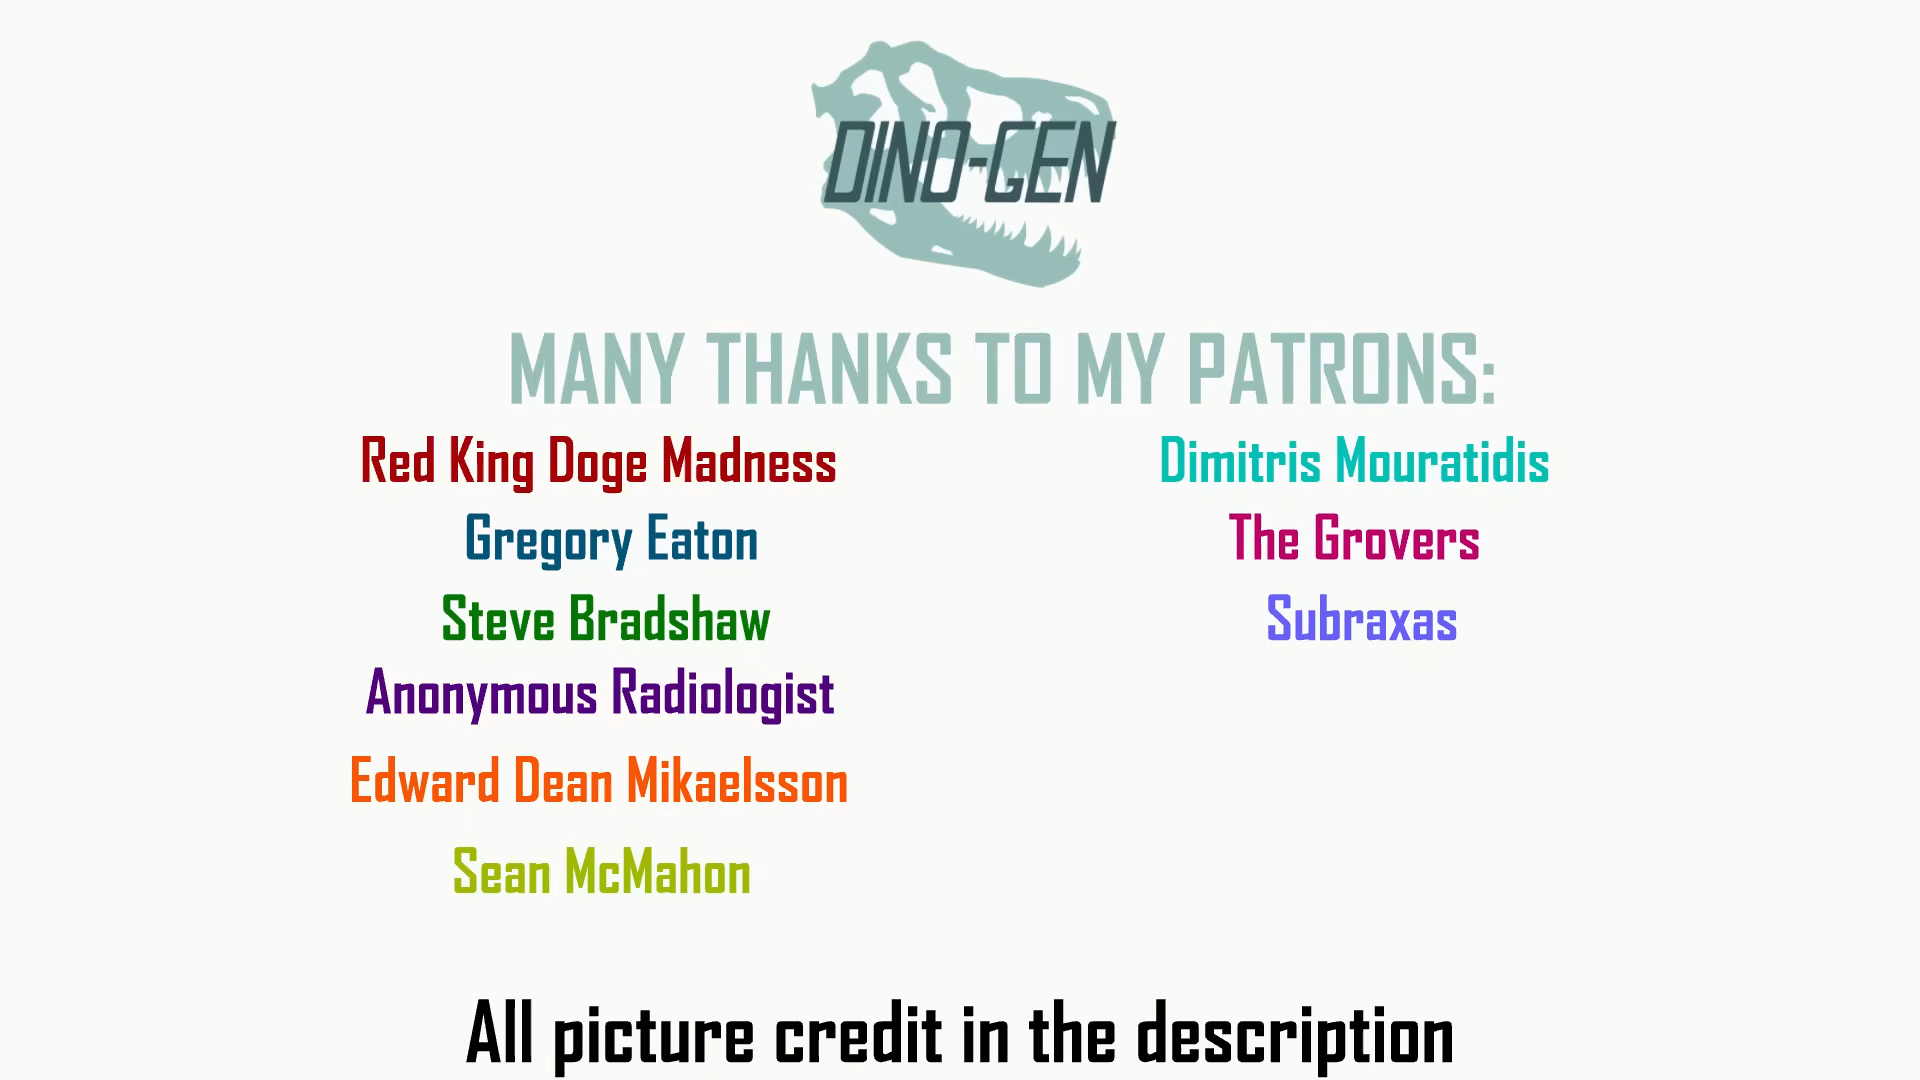 DINO-GEN
MANY THANKS TO MY PATRONS:
Red King Doge Madness
Gregory Eaton
Steve Bradshaw
Anonymous Radiologist
Edward Dean Mikaelsson
Sean McMahon
Dimitris Mouratidis
The Grovers
Subraxas
All picture credit in the description